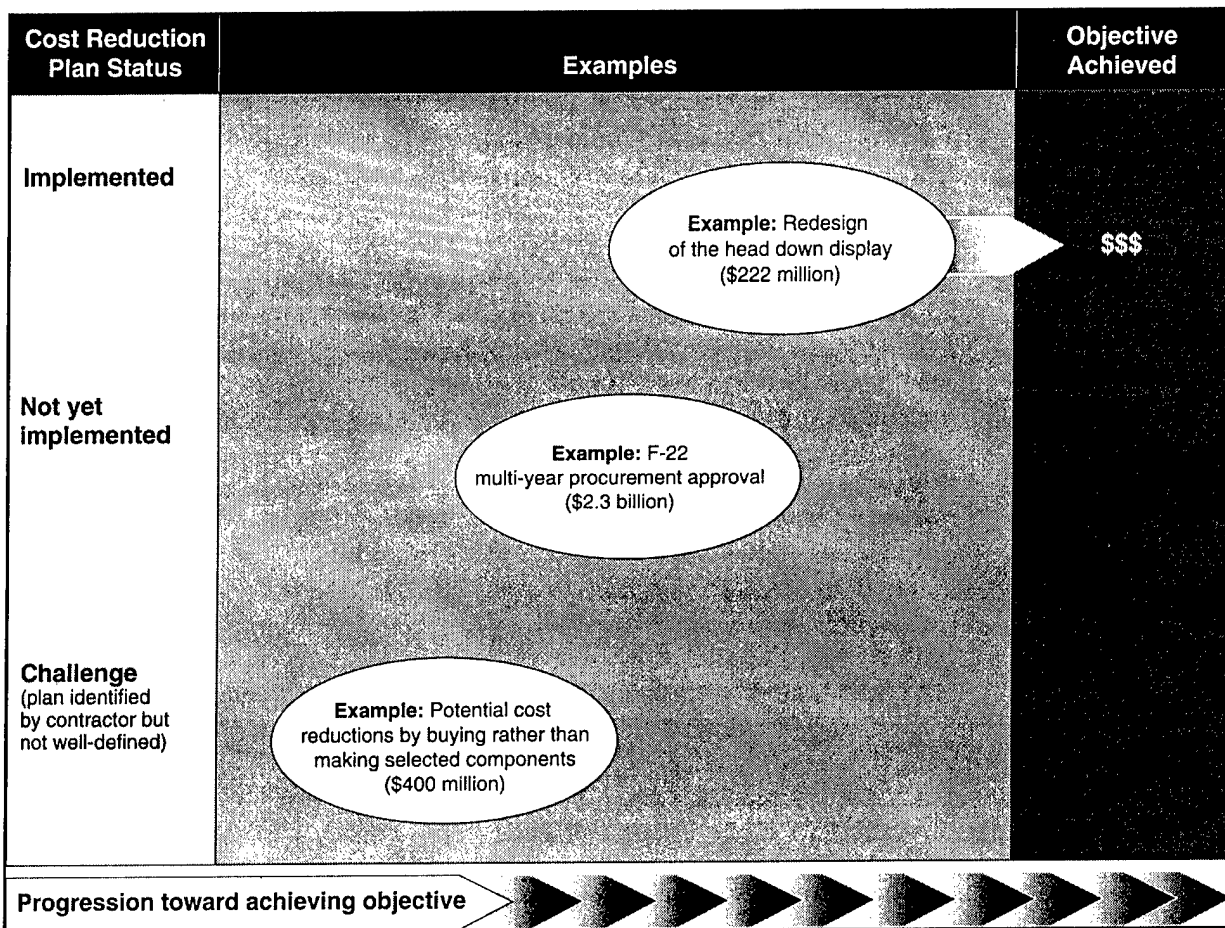 Cost Reduction
Plan Status
Examples
Objective
Achieved
Implemented
Example: Redesign
of the head down display
($222 million)
$$$
Not yet
implemented
Example: F-22
multi-year procurement approval
($2.3 billion)
Challenge
(plan identified
by contractor but
not well-defined)
Example: Potential cost
reductions by buying rather than
making selected components
($400 million)
Progression toward achieving objective